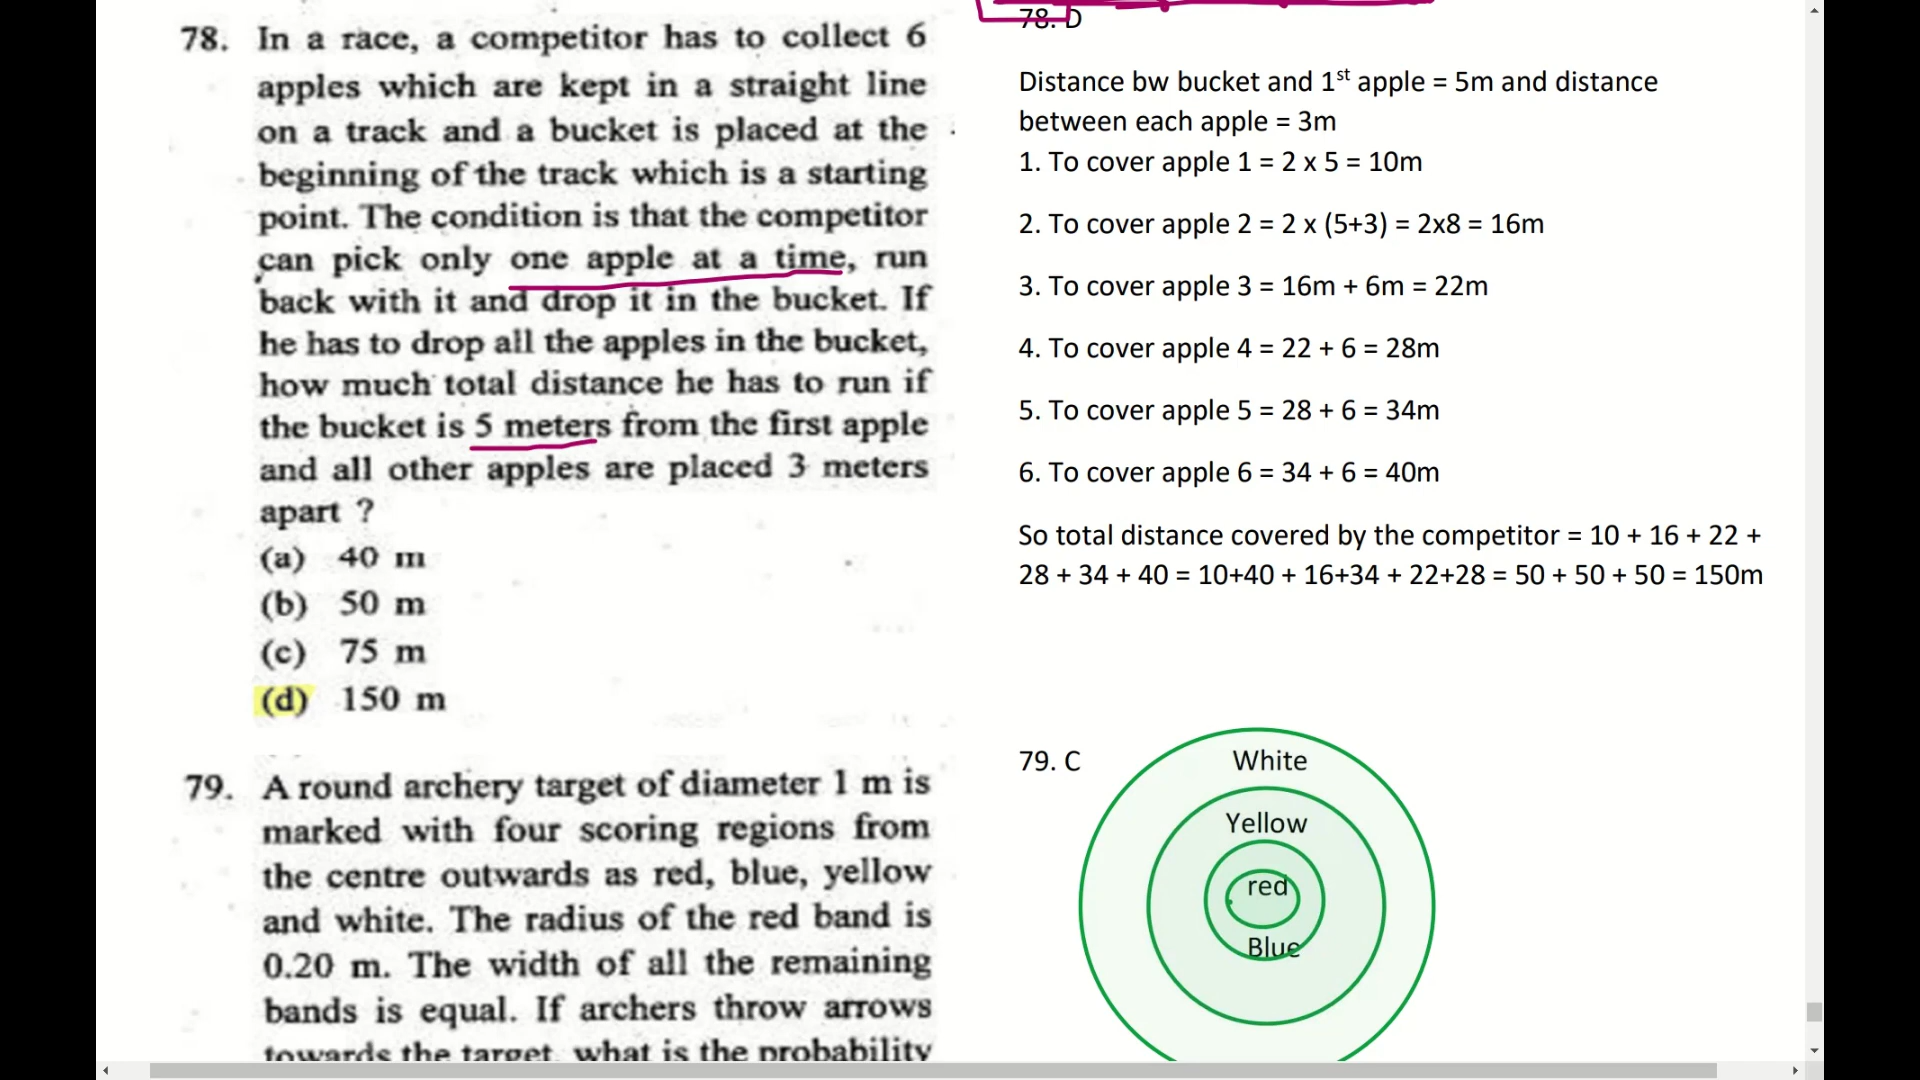 78. In a race, a competitor has to collect 6
apples which are kept in a straight line
on a track and a bucket is placed at the
beginning of the track which is a starting
point. The condition is that the competitor
can pick only one apple at a time, run
back with it and drop it in the bucket. If
he has to drop all the apples in the bucket,
how much total distance he has to run if
the bucket is 5 meters from the first apple
and all other apples are placed 3 meters
apart ?
(a) 40 m
(b) 50 m
(c) 75 m
(d) 150 m
79. A round archery target of diameter 1 m is
marked with four scoring regions from
the centre outwards as red, blue, yellow
and white. The radius of the red band is
0.20 m. The width of all the remaining
bands is equal. If archers throw arrows
towards the target, what is the probability
78. D
Distance bw bucket and 1st apple = 5m and distance
between each apple = 3m
1. To cover apple 1 = 2 x 5 = 10m
2. To cover apple 2 = 2 x (5+3) = 2x8 = 16m
3. To cover apple 3 = 16m + 6m = 22m
4. To cover apple 4 = 22 + 6 = 28m
5. To cover apple 5 = 28 + 6 = 34m
6. To cover apple 6 = 34 + 6 = 40m
So total distance covered by the competitor = 10 + 16 + 22 +
28 + 34 + 40 = 10+40 + 16+34 + 22+28 = 50 + 50 + 50 = 150m
79. C
White
Yellow
red
Blue